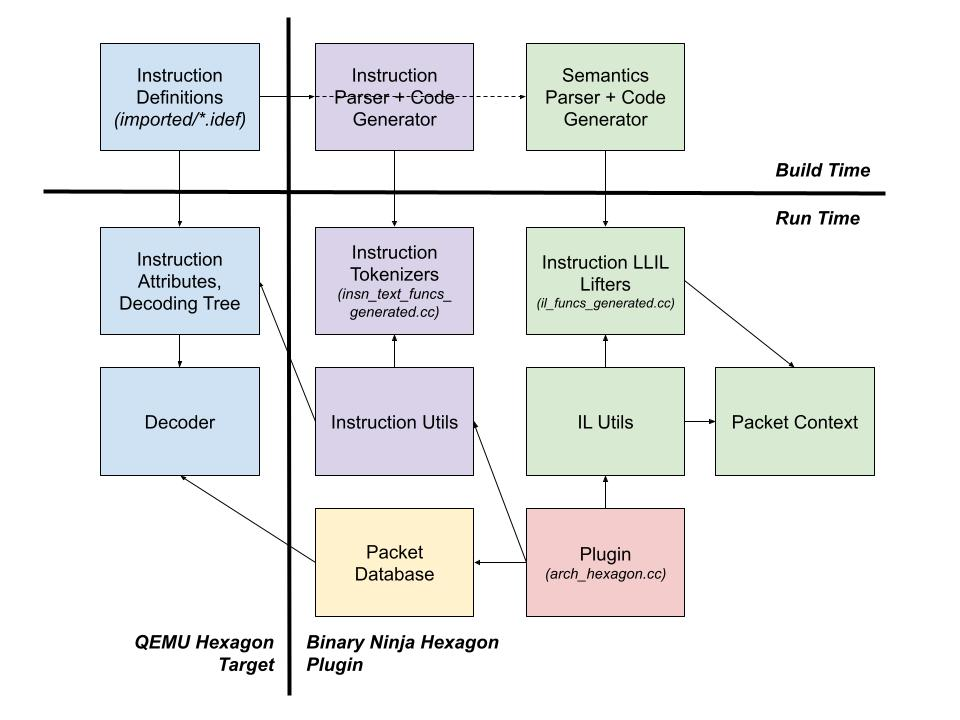 Instruction
Definitions
(imported/*.idef)
Instruction
Parser + Code
Generator
Semantics
Parser + Code
Generator
Build Time
Run Time
Instruction
Attributes,
Decoding Tree
Instruction
Tokenizers
(insn_text_funcs_
generated.cc)
Instruction LLIL
Lifters
(il_funcs_generated.cc)
Decoder
Instruction Utils
IL Utils
Packet Context
Packet
Database
Plugin
(arch_hexagon.cc)
QEMU Hexagon
Target
Binary Ninja Hexagon
Plugin